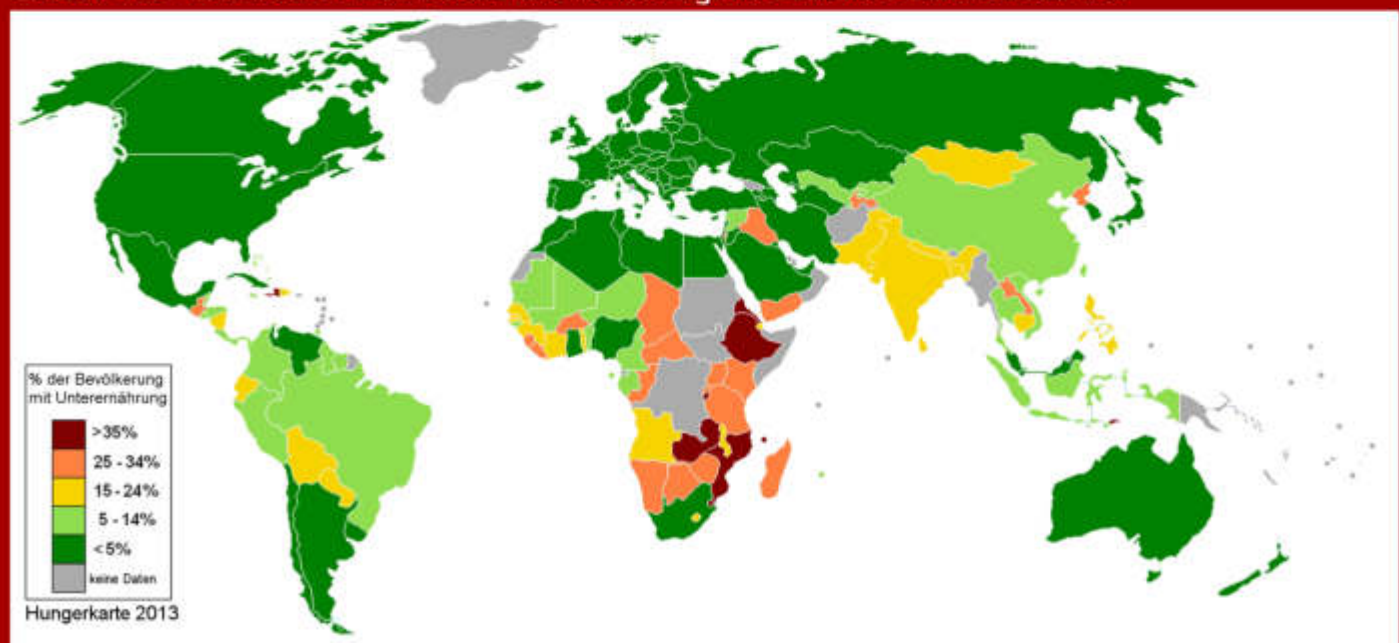 % der Bevölkerung
mit Unterernährung
>35%
25 - 34%
15 - 24%
5 - 14%
< 5%
keine Daten
Hungerkarte 2013